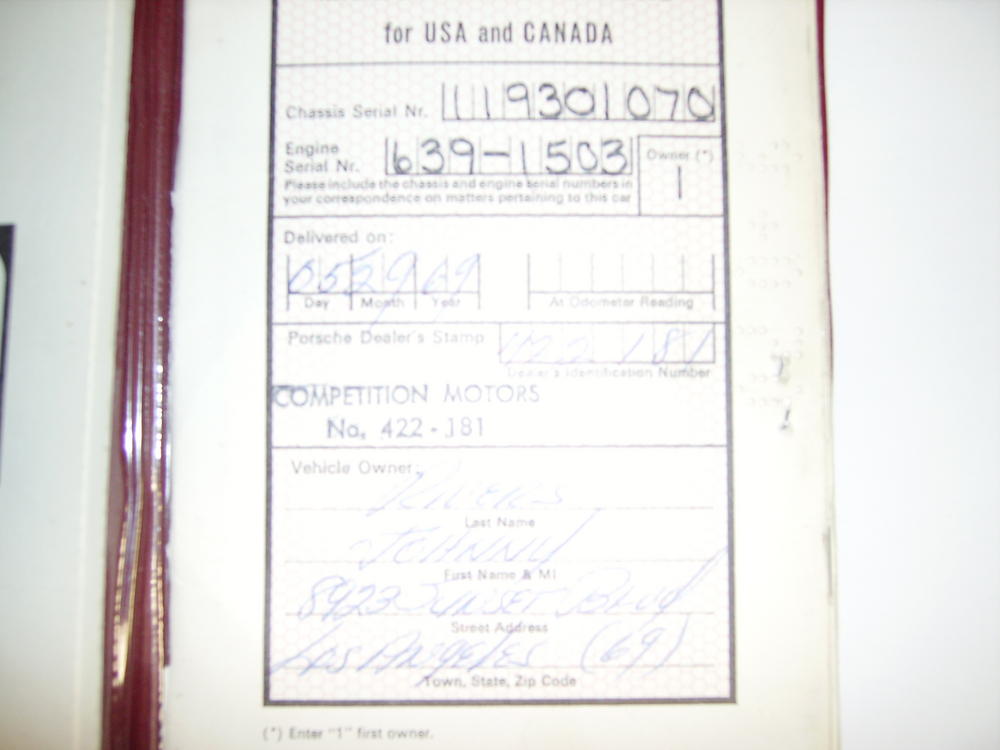 for USA and CANADA
Chassis Serial Nr. 119301070
Engine
Serial Nr. 639-1503
Owner (*)
1
Please include the chassis and engine serial numbers in
your correspondence on matters pertaining to this car
Delivered on:
052969
Day Month Year
At Odometer Reading
Porsche Dealer's Stamp 422 181
Dealer's Identification Number
COMPETITION MOTORS
No. 422-181
Vehicle Owner:
RIVERS
Last Name
JOHNNY
First Name & MI
8923 SUNSET BLVD
Street Address
LOS ANGELES (69)
Town, State, Zip Code
(*) Enter "1" first owner.